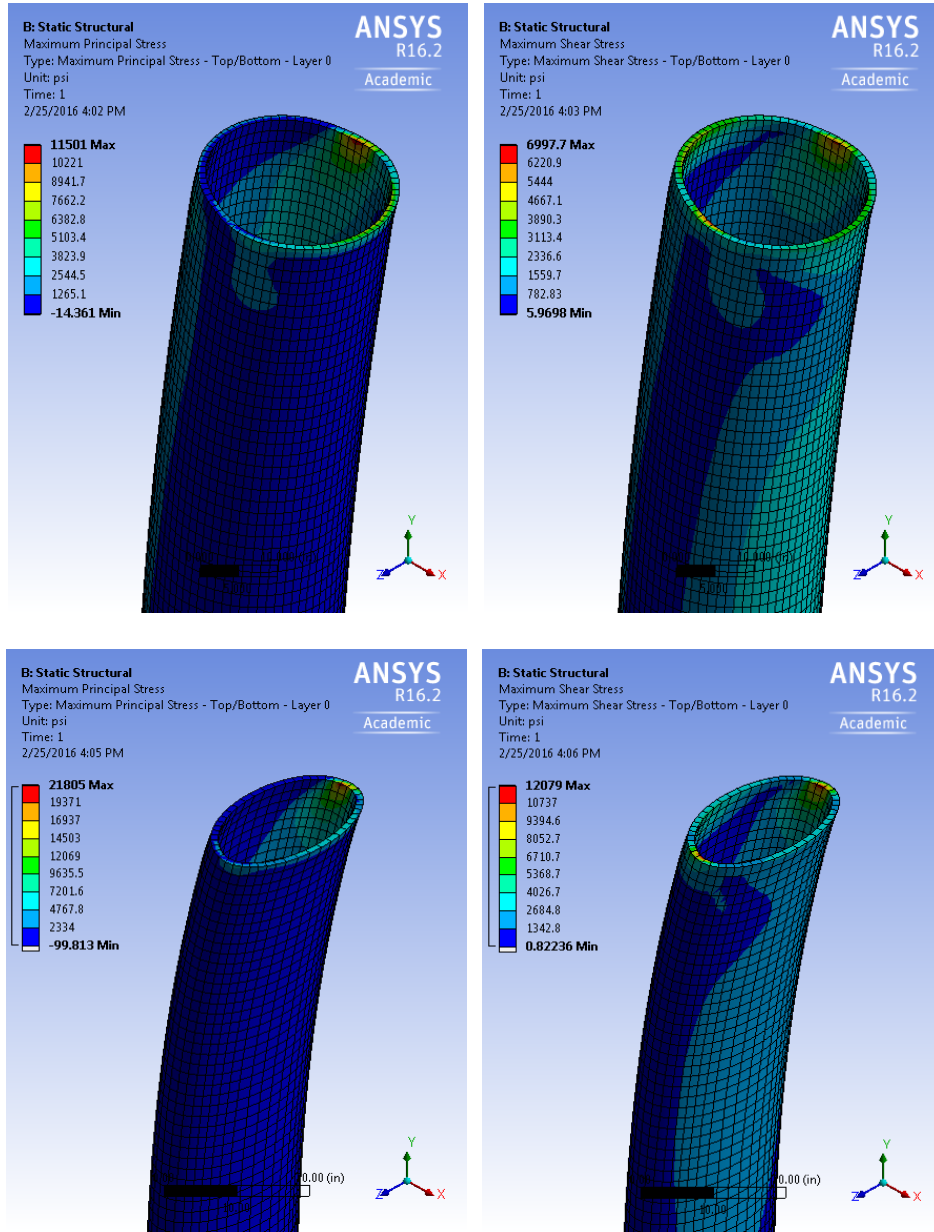 B: Static Structural
Maximum Principal Stress
Type: Maximum Principal Stress - Top/Bottom - Layer 0
Unit: psi
Time: 1
2/25/2016 4:02 PM
ANSYS
R16.2
Academic
11501 Max
10221
8941.7
7662.2
6382.8
5103.4
3823.9
2544.5
1265.1
-14.361 Min
Y
Z
X
B: Static Structural
Maximum Shear Stress
Type: Maximum Shear Stress - Top/Bottom - Layer 0
Unit: psi
Time: 1
2/25/2016 4:03 PM
ANSYS
R16.2
Academic
6997.7 Max
6220.9
5444
4667.1
3890.3
3113.4
2336.6
1559.7
782.83
5.9698 Min
10.000 (in)
5.000
Y
Z
X
B: Static Structural
Maximum Principal Stress
Type: Maximum Principal Stress - Top/Bottom - Layer 0
Unit: psi
Time: 1
2/25/2016 4:05 PM
ANSYS
R16.2
Academic
21805 Max
19371
16937
14503
12069
9635.5
7201.6
4767.8
2334
-99.813 Min
(in)
Y
Z
X
B: Static Structural
Maximum Shear Stress
Type: Maximum Shear Stress - Top/Bottom - Layer 0
Unit: psi
Time: 1
2/25/2016 4:06 PM
ANSYS
R16.2
Academic
12079 Max
10737
9394.6
8052.7
6710.7
5368.7
4026.7
2684.8
1342.8
0.82236 Min
(in)
10.00
Y
Z
X